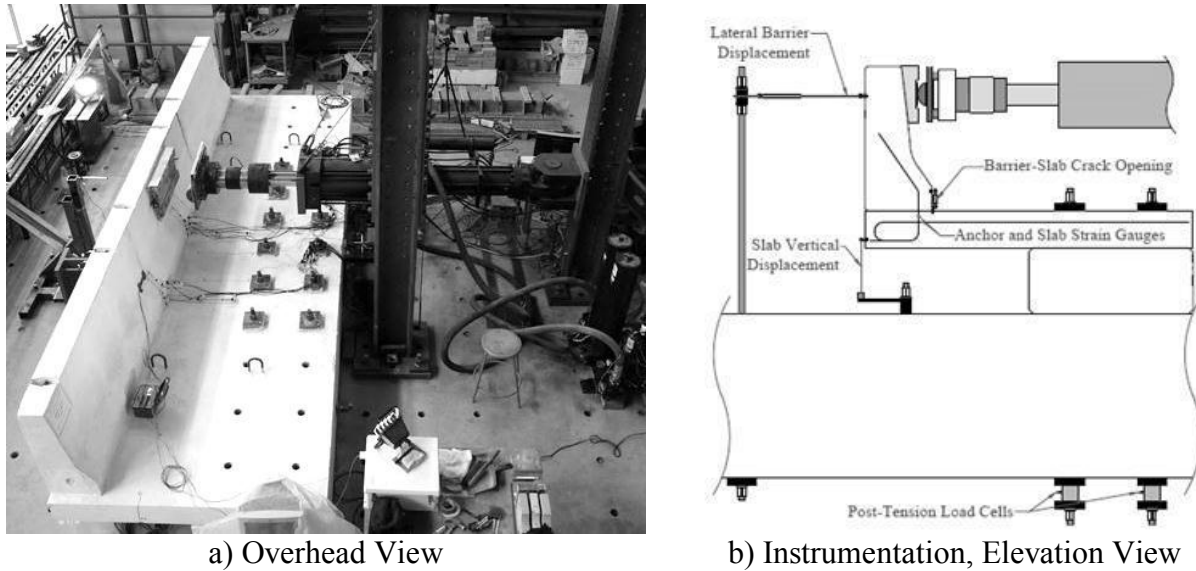 Lateral Barrier
Displacement
Barrier-Slab Crack Opening
Anchor and Slab Strain Gauges
Slab Vertical
Displacement
Post-Tension Load Cells
a) Overhead View
b) Instrumentation, Elevation View